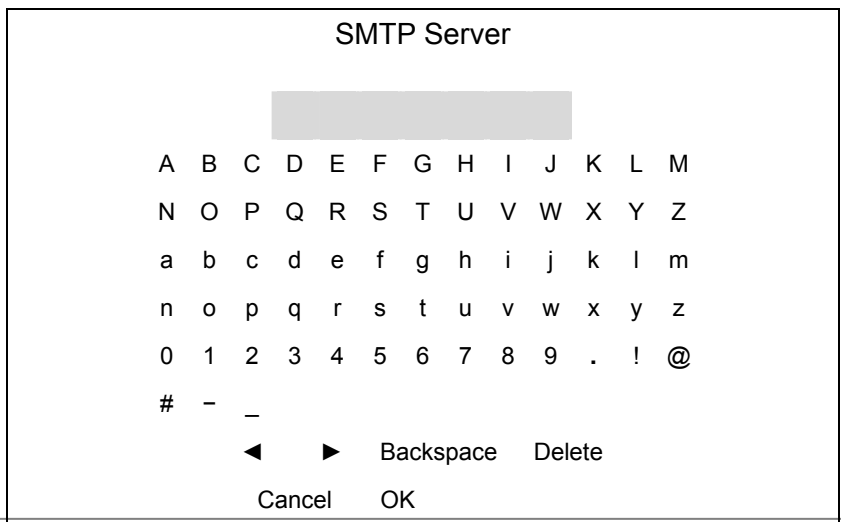 SMTP Server
A B C D E F G H I J K L M
N O P Q R S T U V W X Y Z
a b c d e f g h i j k l m
n o p q r s t u v w x y z
0 1 2 3 4 5 6 7 8 9 . ! @
# − _
◄ ► Backspace Delete
Cancel OK